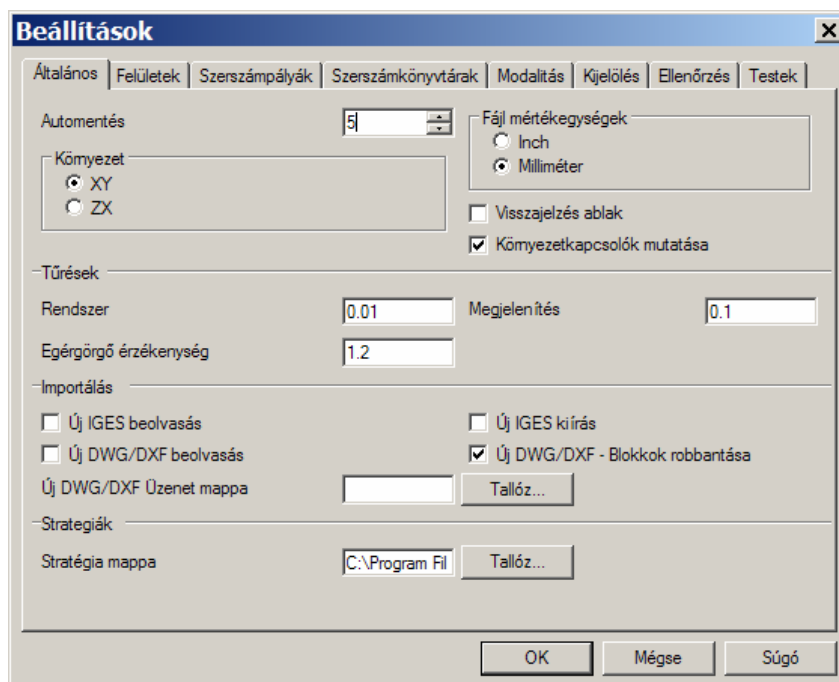 Beállítások
Általános Felületek Szerszámpályák Szerszámkönyvtárak Modalitás Kijelölés Ellenőrzés Testek
Automentés 5
Fájl mértékegységek
Inch
Milliméter
Környezet
XY
ZX
Visszajelzés ablak
Környezetkapcsolók mutatása
Tűrések
Rendszer 0.01 Megjelenítés 0.1
Egérgörgő érzékenység 1.2
Importálás
Új IGES beolvasás Új IGES kiírás
Új DWG/DXF beolvasás Új DWG/DXF - Blokkok robbantása
Új DWG/DXF Üzenet mappa Tallóz...
Strategiák
Stratégia mappa C:\Program Fil Tallóz...
OK Mégse Súgó